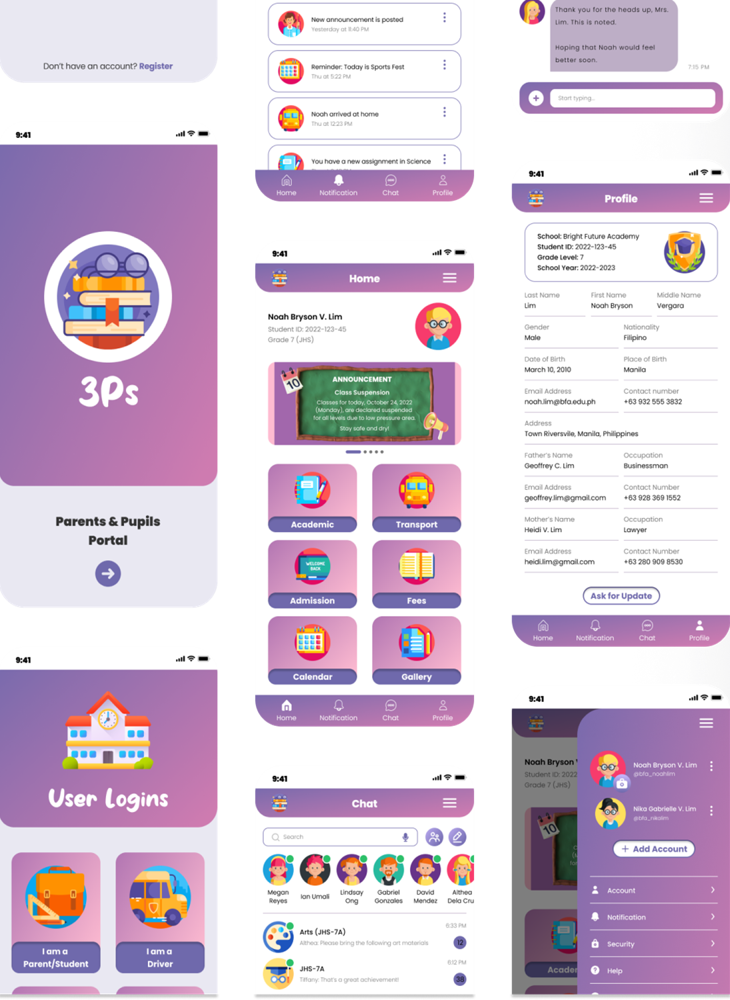 Don't have an account? Register
9:41
3Ps
Parents & Pupils
Portal
9:41
User Logins
I am a
Parent/Student
I am a
Driver
New announcement is posted
Yesterday at 11:40 PM
Reminder: Today is Sports Fest
Thu at 5:22 PM
Noah arrived at home
Thu at 12:23 PM
You have a new assignment in Science
Home
Notification
Chat
Profile
9:41
Home
Noah Bryson V. Lim
Student ID: 2022-123-45
Grade 7 (JHS)
10
ANNOUNCEMENT
Class Suspension
Classes for today, October 24, 2022
(Monday), are declared suspended
for all levels due to low pressure area.
Stay safe and dry!
Academic
Transport
WELCOME
BACK
Admission
Fees
Calendar
Gallery
Home
Notification
Chat
Profile
9:41
Chat
Search
Megan
Reyes
Ian Umali
Lindsay
Ong
Gabriel
Gonzales
David
Mendez
Althea
Dela Cru
Arts (JHS-7A)
6:33 PM
Althea: Please bring the following art materials
12
JHS-7A
6:12 PM
Tiffany: That's a great achievement!
38
Thank you for the heads up, Mrs.
Lim. This is noted.
Hoping that Noah would feel
better soon.
7:15 PM
Start typing...
9:41
Profile
School: Bright Future Academy
Student ID: 2022-123-45
Grade Level: 7
School Year: 2022-2023
Last Name
Lim
First Name
Noah Bryson
Middle Name
Vergara
Gender
Male
Nationality
Filipino
Date of Birth
March 10, 2010
Place of Birth
Manila
Email Address
noah.lim@bfa.edu.ph
Contact number
+63 932 555 3832
Address
Town Riversvile, Manila, Philippines
Father's Name
Geoffrey C. Lim
Occupation
Businessman
Email Address
geoffrey.lim@gmail.com
Contact Number
+63 928 369 1552
Mother's Name
Heidi V. Lim
Occupation
Lawyer
Email Address
heidi.lim@gmail.com
Contact Number
+63 280 909 8530
Ask for Update
Home
Notification
Chat
Profile
9:41
Noah Bryson V
Student ID: 2022
Grade 7 (JHS)
10
Acader
Noah Bryson V. Lim
@bfa_noahlim
Nika Gabrielle V. Lim
@bfa_nikalim
+ Add Account
Account
Notification
Security
Help